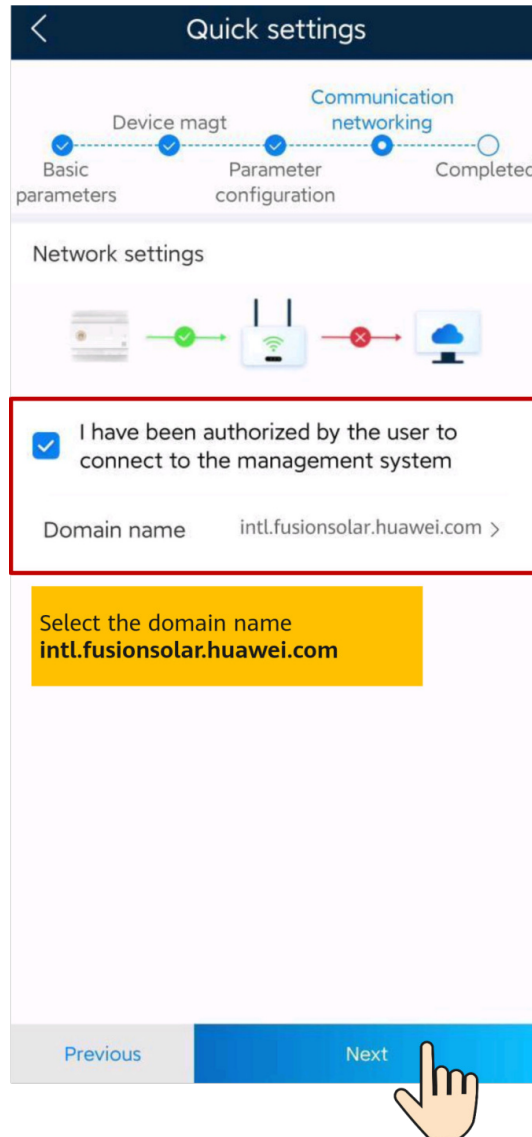 Quick settings
Communication
Device magt networking
Basic Parameter Completed
parameters configuration
Network settings
I have been authorized by the user to
connect to the management system
Domain name intl.fusionsolar.huawei.com >
Select the domain name
intl.fusionsolar.huawei.com
Previous Next